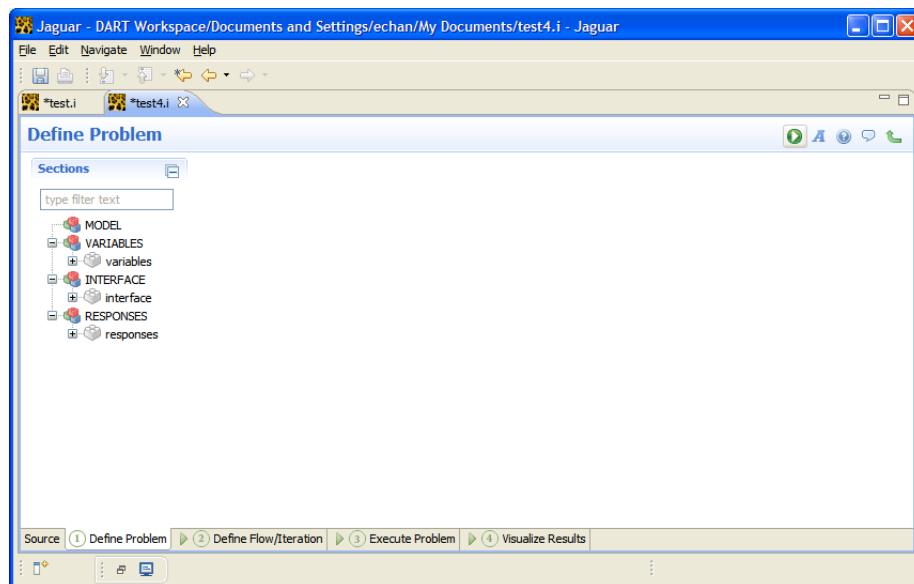 Jaguar - DART Workspace/Documents and Settings/echan/My Documents/test4.i - Jaguar
File Edit Navigate Window Help
*test.i *test4.i
Define Problem
Sections
type filter text
MODEL
VARIABLES
variables
INTERFACE
interface
RESPONSES
responses
Source 1 Define Problem 2 Define Flow/Iteration 3 Execute Problem 4 Visualize Results